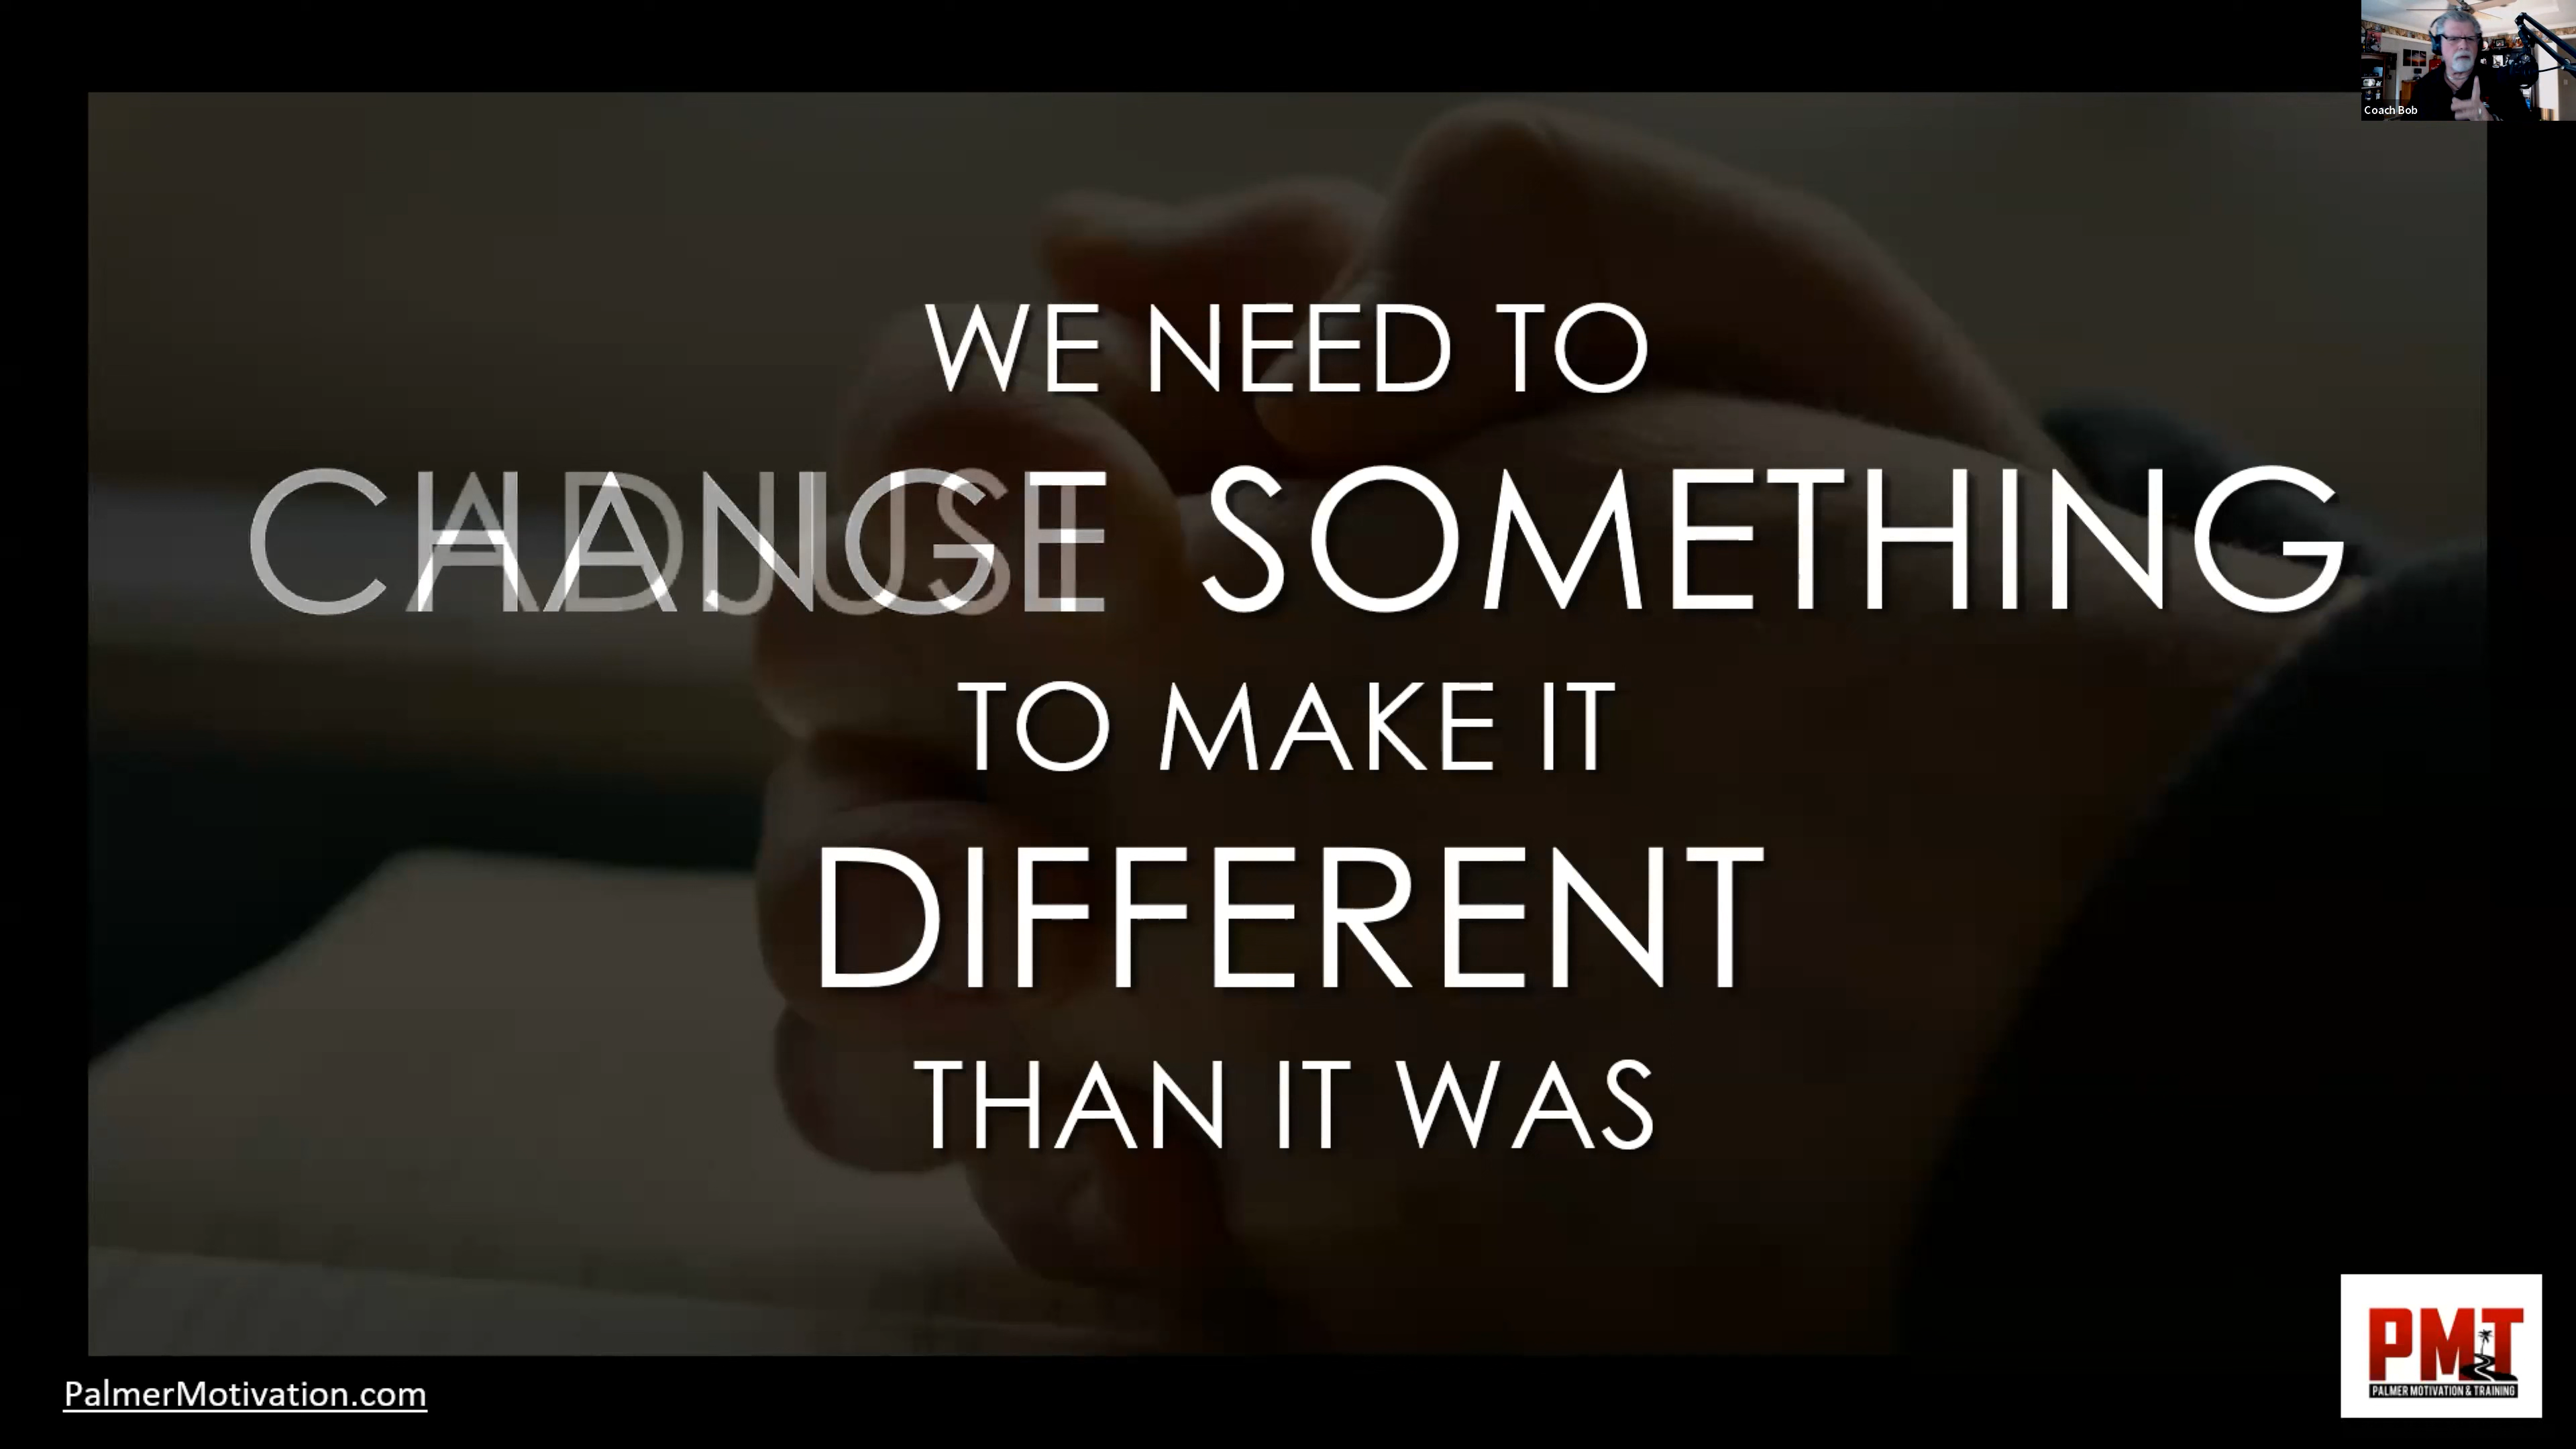 Coach Bob
WE NEED TO
CHANGE ADJUST SOMETHING
TO MAKE IT
DIFFERENT
THAN IT WAS
PalmerMotivation.com
PMT
PALMER MOTIVATION & TRAINING